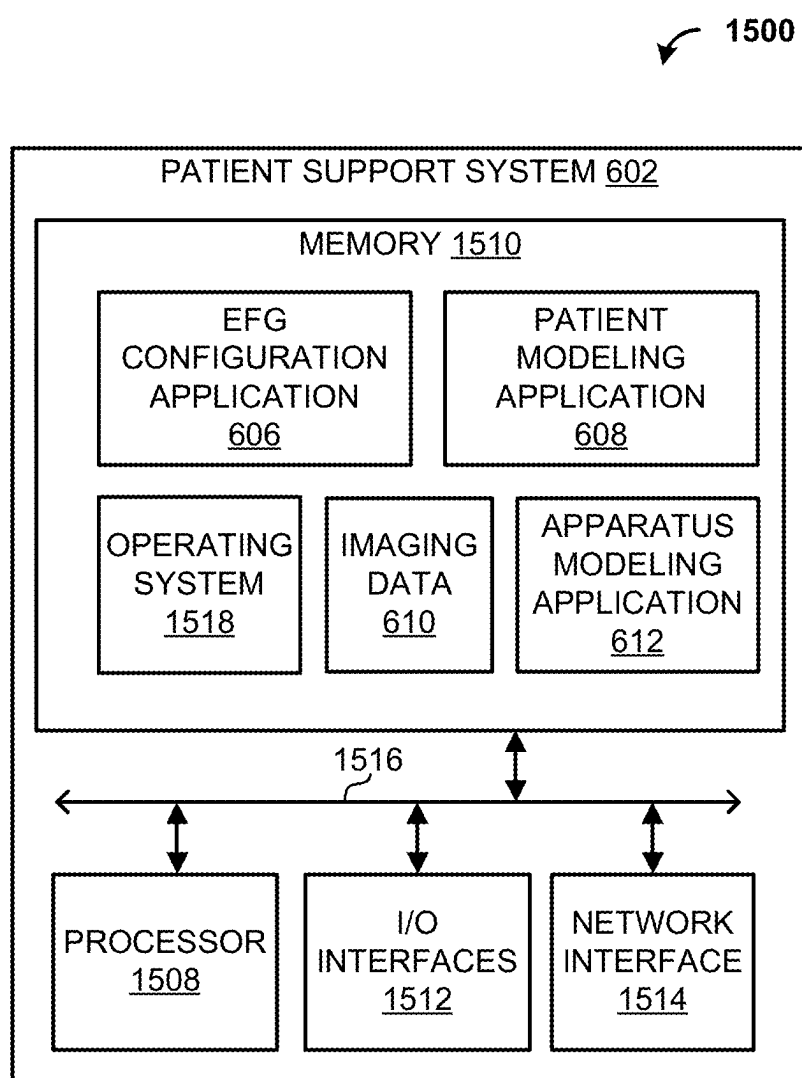 1500
PATIENT SUPPORT SYSTEM 602
MEMORY 1510
EFG
CONFIGURATION
APPLICATION
606
PATIENT
MODELING
APPLICATION
608
OPERATING
SYSTEM
1518
IMAGING
DATA
610
APPARATUS
MODELING
APPLICATION
612
1516
PROCESSOR
1508
I/O
INTERFACES
1512
NETWORK
INTERFACE
1514